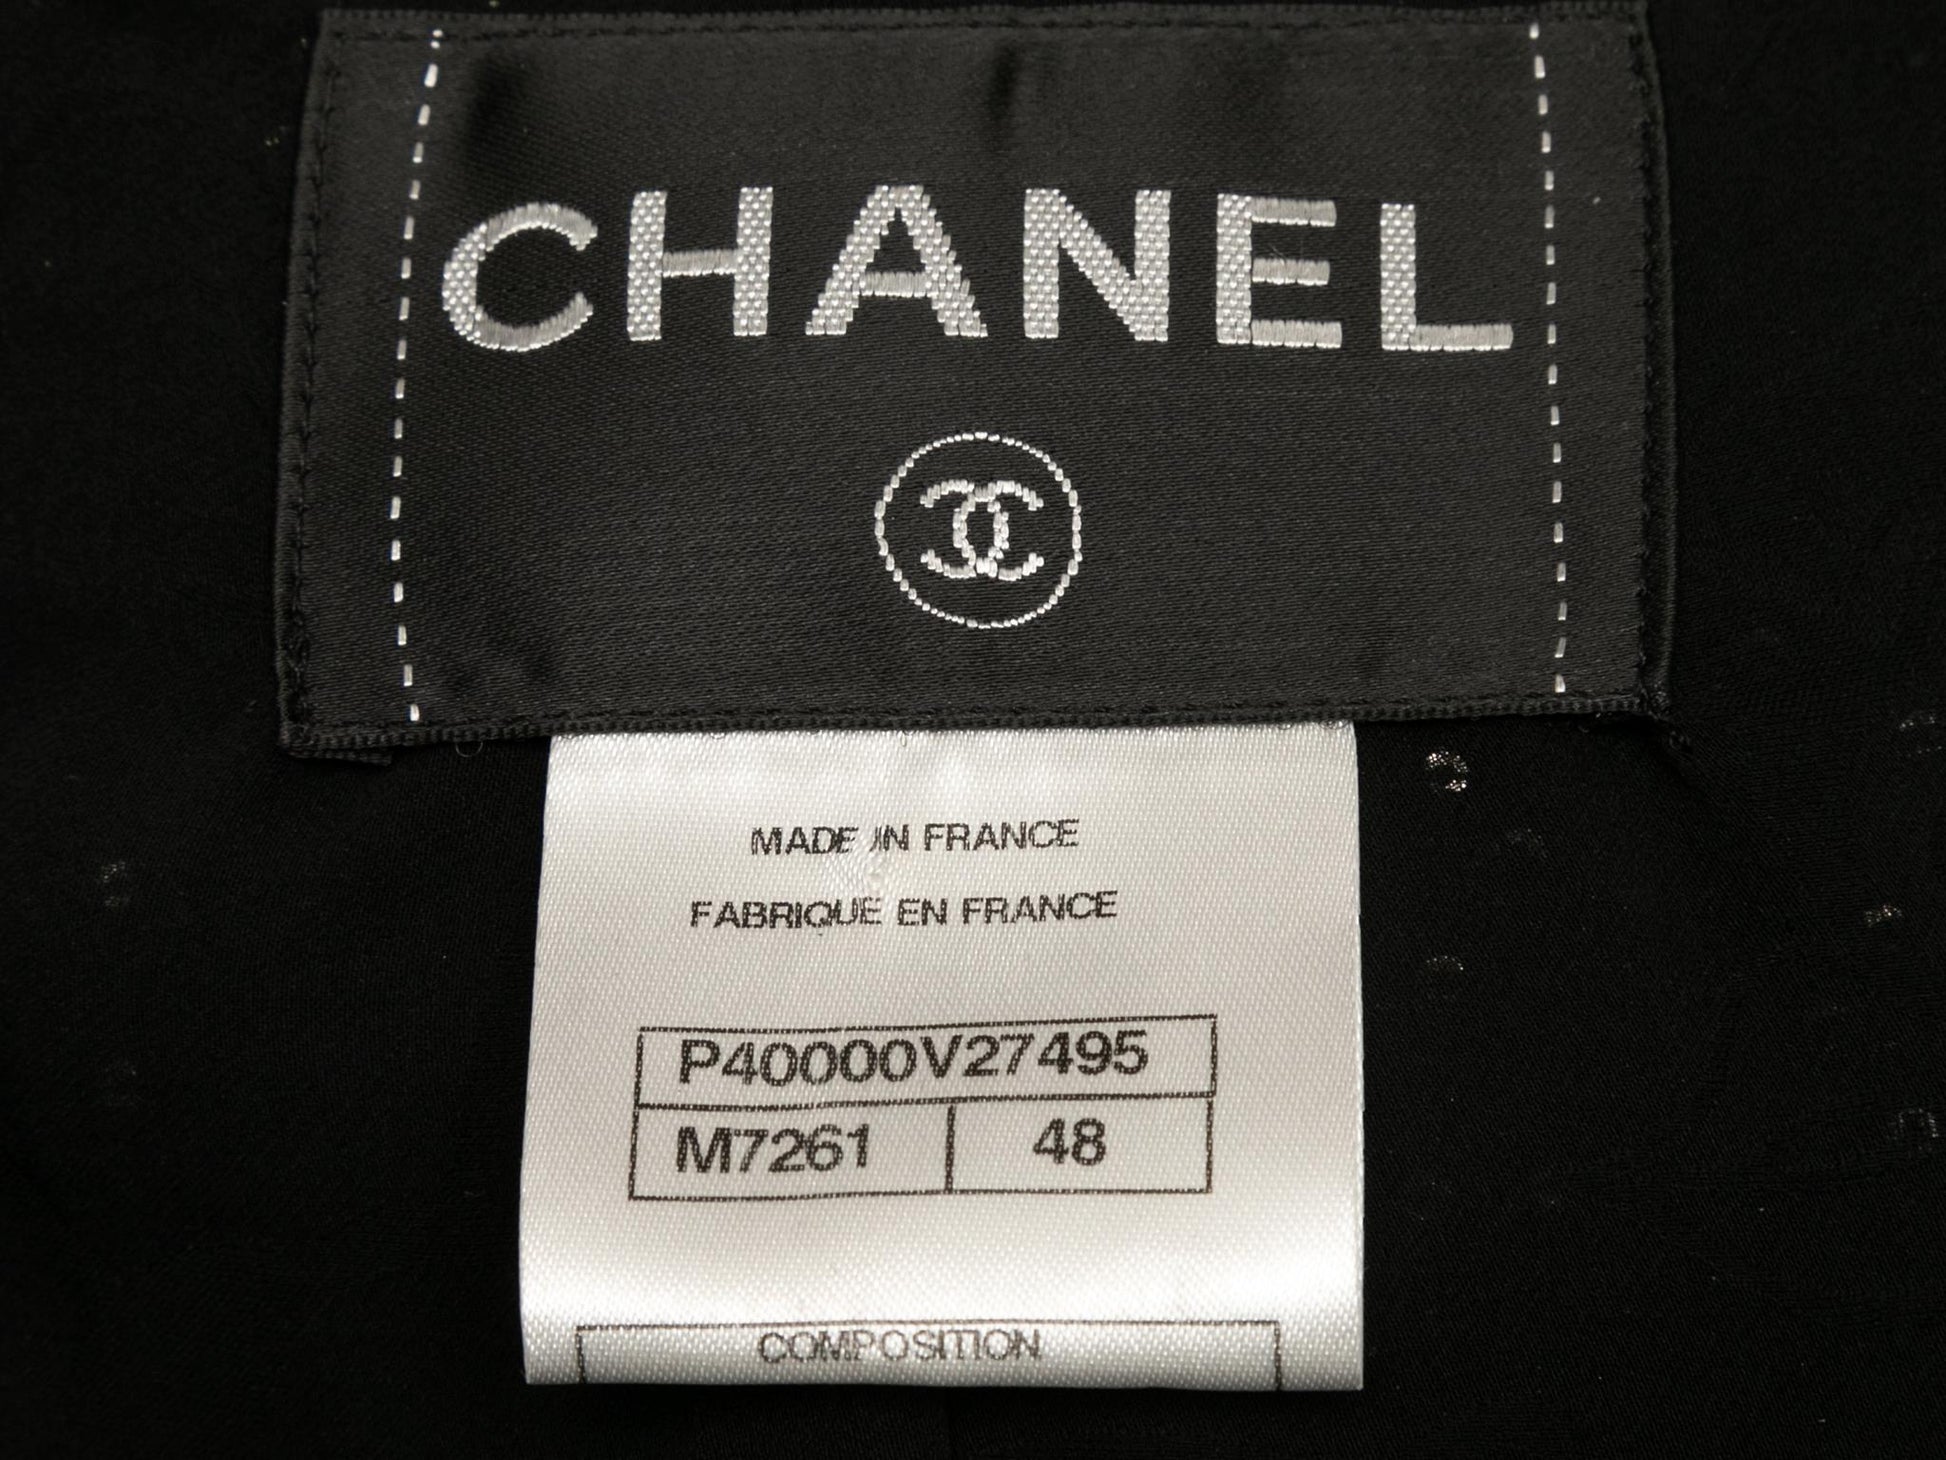 CHANEL
MADE IN FRANCE
FABRIQUE EN FRANCE
P40000V27495
M7261 48
COMPOSITION